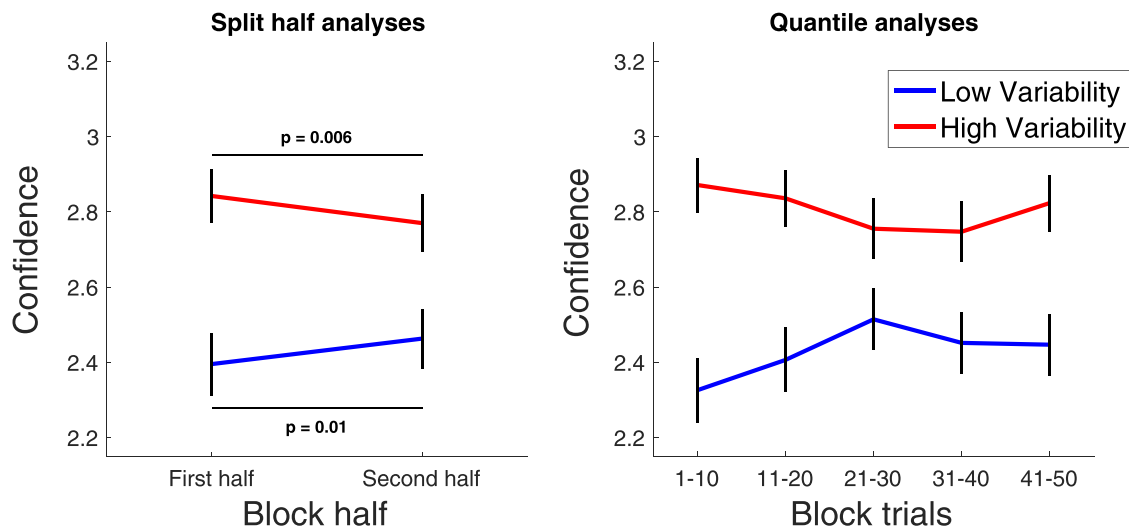 Split half analyses
3.2
3
2.8
2.6
2.4
2.2
Confidence
p = 0.006
p = 0.01
First half
Second half
Block half
Quantile analyses
Low Variability
High Variability
3.2
3
2.8
2.6
2.4
2.2
Confidence
1-10
11-20
21-30
31-40
41-50
Block trials